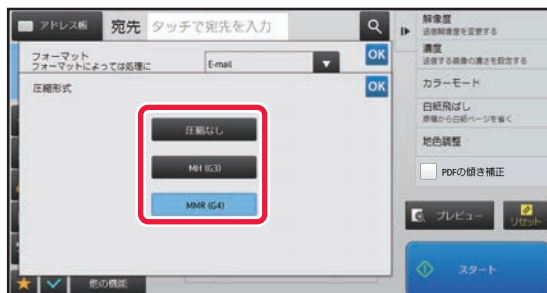 アドレス帳
宛先
タッチで宛先を入力
フォーマット
フォーマットによっては処理に
E-mail
OK
圧縮形式
OK
圧縮なし
MH (G3)
MMR (G4)
他の機能
解像度
送信解像度を変更する
濃度
送信する画像の濃さを設定する
カラーモード
白紙飛ばし
原稿から白紙ページを省く
地色調整
PDFの傾き補正
プレビュー
リセット
スタート